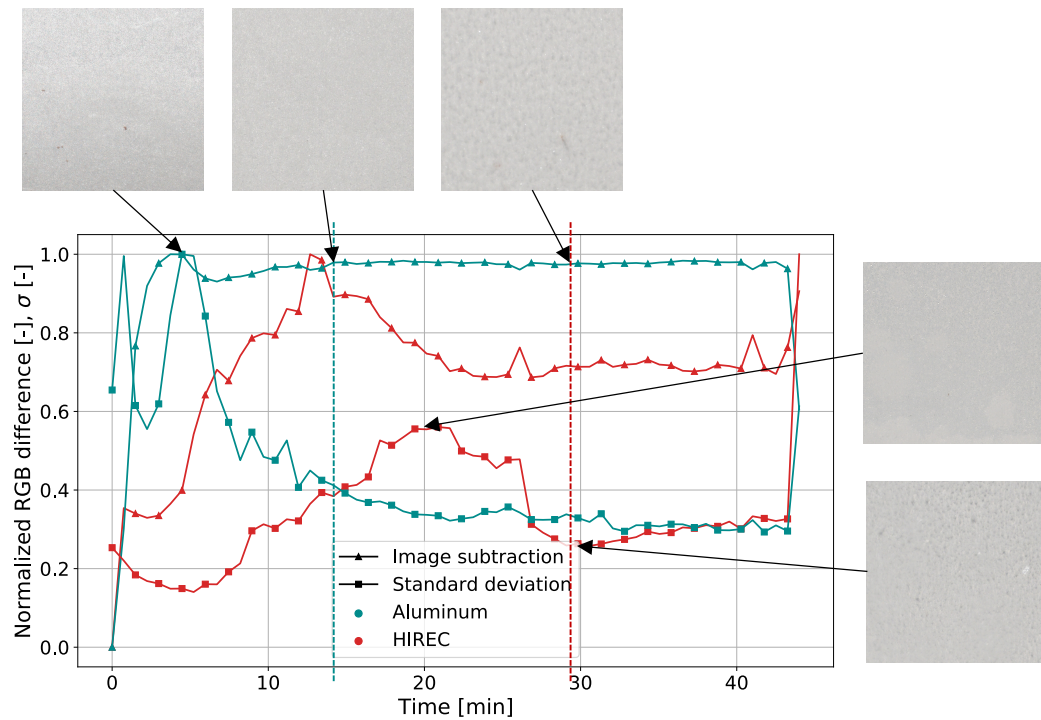 Normalized RGB difference [-], σ [-]
1.0
0.8
0.6
0.4
0.2
0.0
Image subtraction
Standard deviation
Aluminum
HIREC
0 10 20 30 40
Time [min]